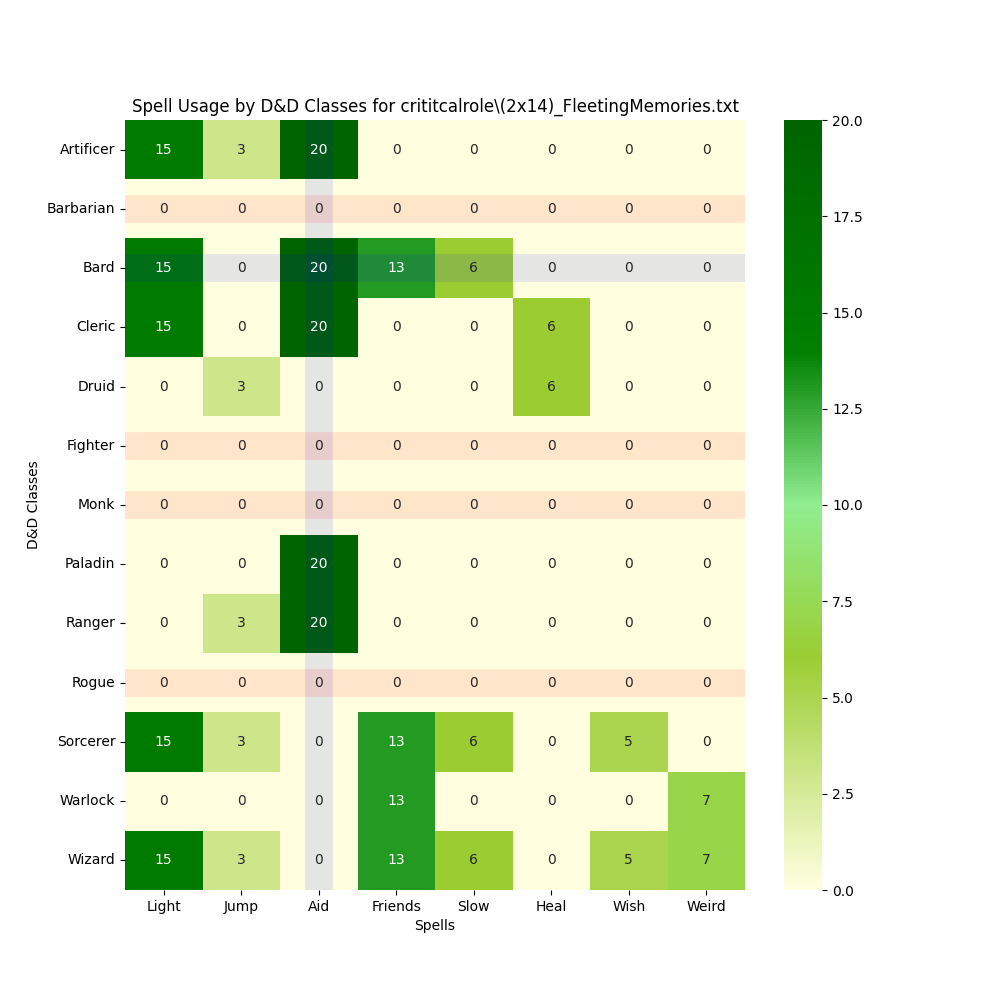 Spell Usage by D&D Classes for crititcalrole\(2x14)_FleetingMemories.txt
D&D Classes
Artificer 15 3 20 0 0 0 0 0
Barbarian 0 0 0 0 0 0 0 0
Bard 15 0 20 13 6 0 0 0
Cleric 15 0 20 0 0 6 0 0
Druid 0 3 0 0 0 6 0 0
Fighter 0 0 0 0 0 0 0 0
Monk 0 0 0 0 0 0 0 0
Paladin 0 0 20 0 0 0 0 0
Ranger 0 3 20 0 0 0 0 0
Rogue 0 0 0 0 0 0 0 0
Sorcerer 15 3 0 13 6 0 5 0
Warlock 0 0 0 13 0 0 0 7
Wizard 15 3 0 13 6 0 5 7
Light Jump Aid Friends Slow Heal Wish Weird
Spells
20.0
17.5
15.0
12.5
10.0
7.5
5.0
2.5
0.0